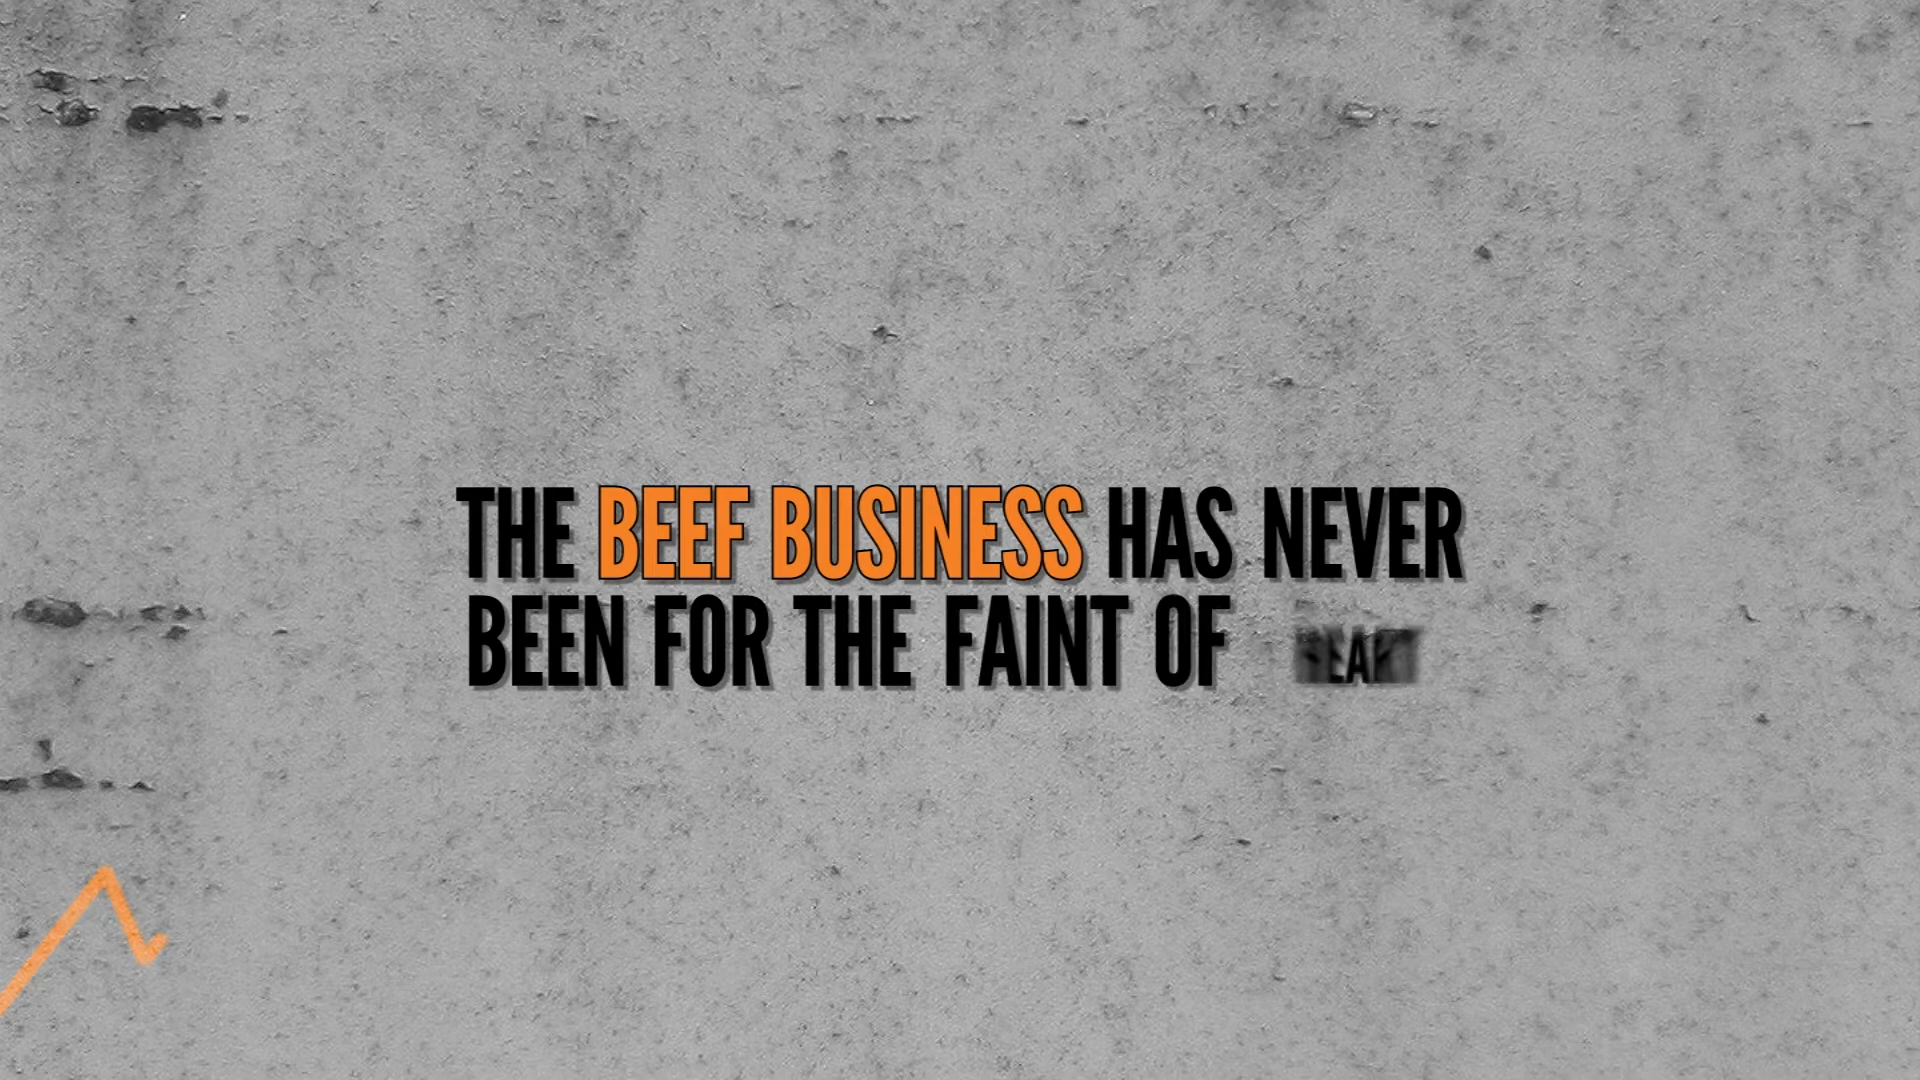 THE BEEF BUSINESS HAS NEVER
BEEN FOR THE FAINT OF